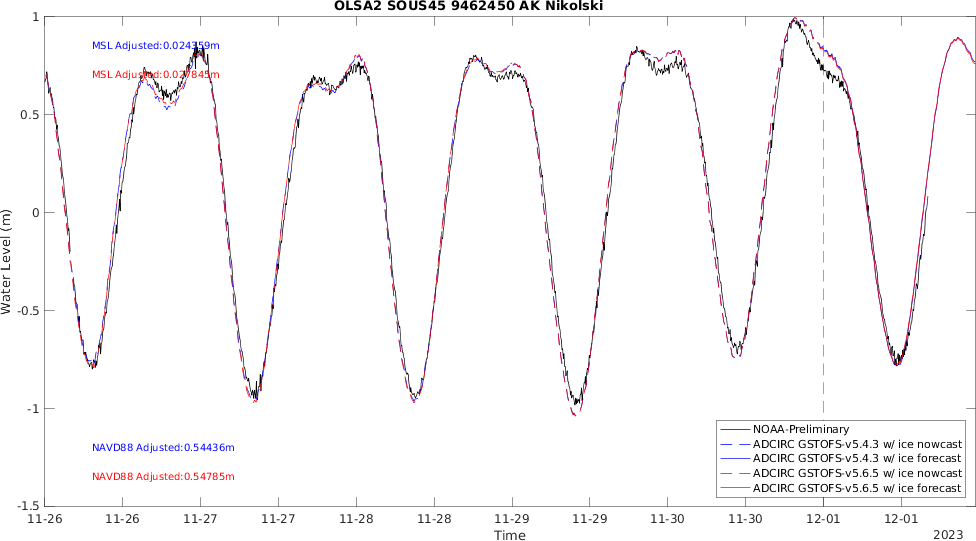 OLSA2 SOUS45 9462450 AK Nikolski
MSL Adjusted:0.024359m
MSL Adjusted:0.027845m
NAVD88 Adjusted:0.54436m
NAVD88 Adjusted:0.54785m
Water Level (m)
1
0.5
0
-0.5
-1
-1.5
NOAA-Preliminary
ADCIRC GSTOFS-v5.4.3 w/ ice nowcast
ADCIRC GSTOFS-v5.4.3 w/ ice forecast
ADCIRC GSTOFS-v5.6.5 w/ ice nowcast
ADCIRC GSTOFS-v5.6.5 w/ ice forecast
11-26 11-26 11-27 11-27 11-28 11-28 11-29 11-29 11-30 11-30 12-01 12-01
Time
2023